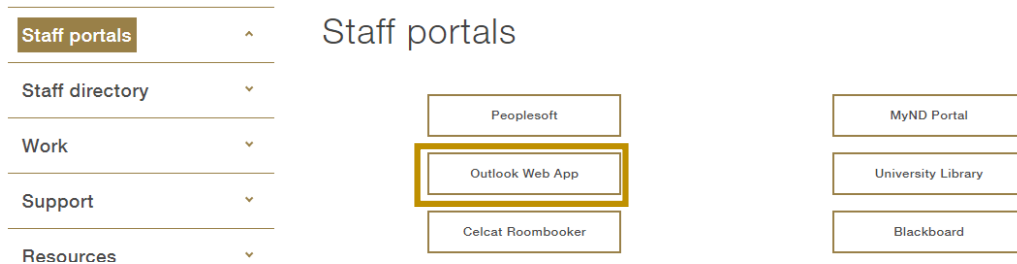 Staff portals
Staff directory
Work
Support
Resources
Staff portals
Peoplesoft
MyND Portal
Outlook Web App
University Library
Celcat Roombooker
Blackboard